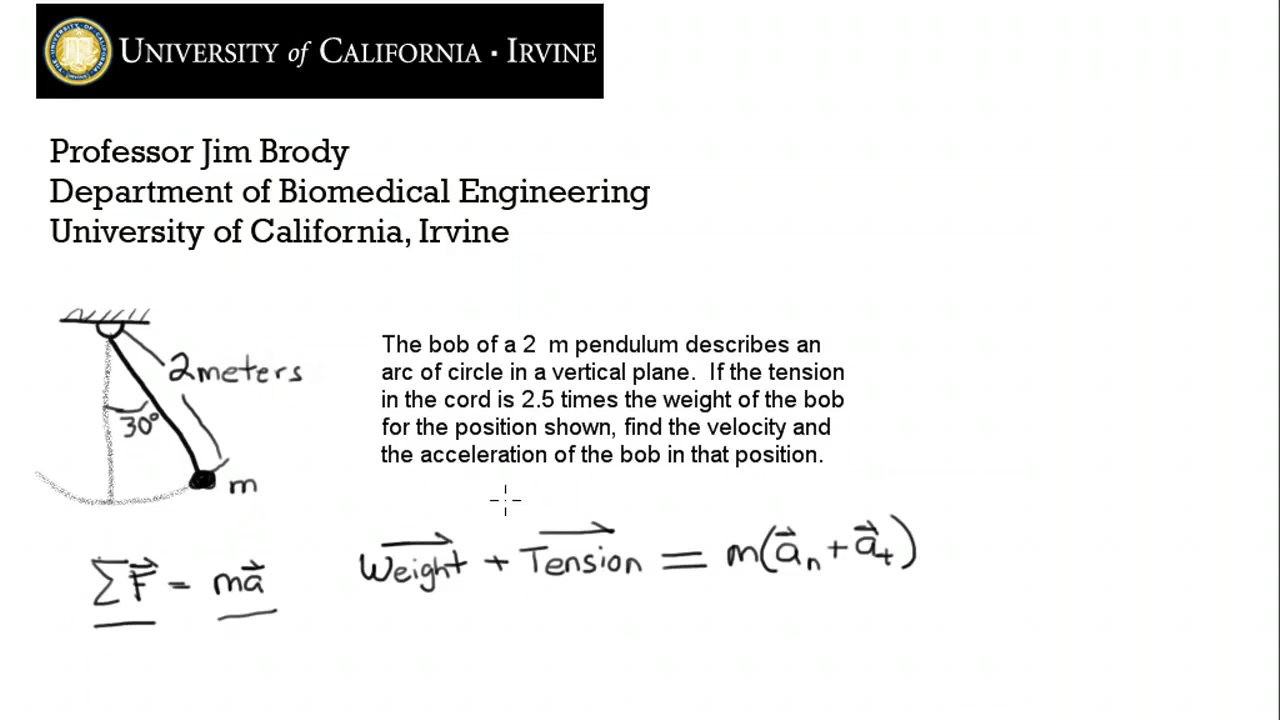 UNIVERSITY of CALIFORNIA · IRVINE
Professor Jim Brody
Department of Biomedical Engineering
University of California, Irvine
2meters
30°
m
The bob of a 2 m pendulum describes an
arc of circle in a vertical plane. If the tension
in the cord is 2.5 times the weight of the bob
for the position shown, find the velocity and
the acceleration of the bob in that position.
ΣF⃗ = ma⃗
Weight + Tension = m(a⃗n + a⃗t)